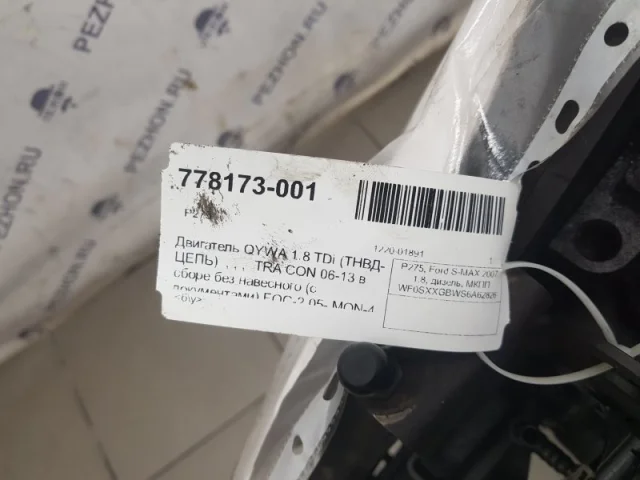 PEZHON.RU
PEZHON.RU
PEZHON.RU
778173-001
1220-01891 1
Двигатель QYWA 1.8 TDi (ТНВД-
ЦЕПЬ) , , , TRA CON 06-13 в
сборе без навесного (с
документами) FOC-2 05- MON-4
<б\у>
P275, Ford S-MAX 2007
1.8, дизель, МКПП